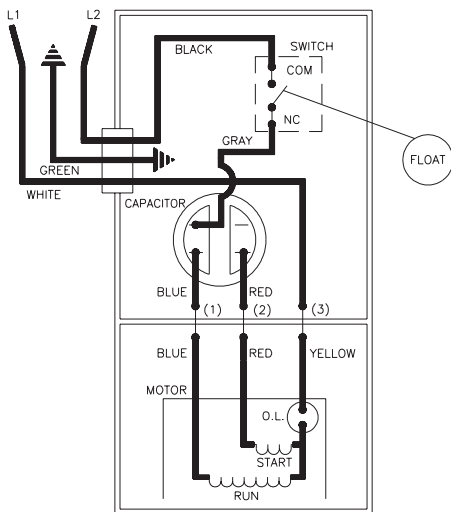 L1
L2
BLACK
SWITCH
COM
NC
GRAY
FLOAT
GREEN
WHITE
CAPACITOR
BLUE
RED
(1)
(2)
(3)
BLUE
RED
YELLOW
MOTOR
O.L.
START
RUN